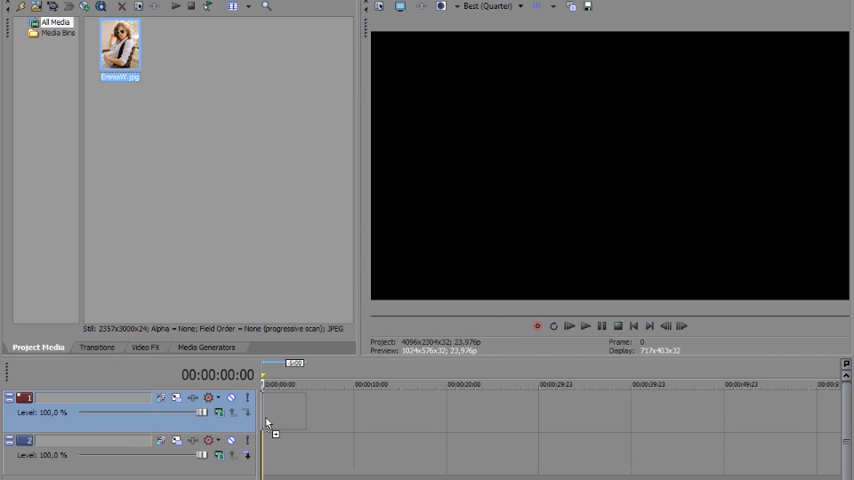 All Media
Media Bins
EmmaW.jpg
Best (Quarter)
Still: 2357x3000x24; Alpha = None; Field Order = None (progressive scan); JPEG
Project Media
Transitions
Video FX
Media Generators
Project: 4096x2304x32; 23,976p
Preview: 1024x576x32; 23,976p
Frame: 0
Display: 717x403x32
00:00:00:00
0:00:00:00
00:00:10:00
00:00:20:00
00:00:29:23
00:00:39:23
00:00:49:23
1
Level: 100,0 %
2
Level: 100,0 %